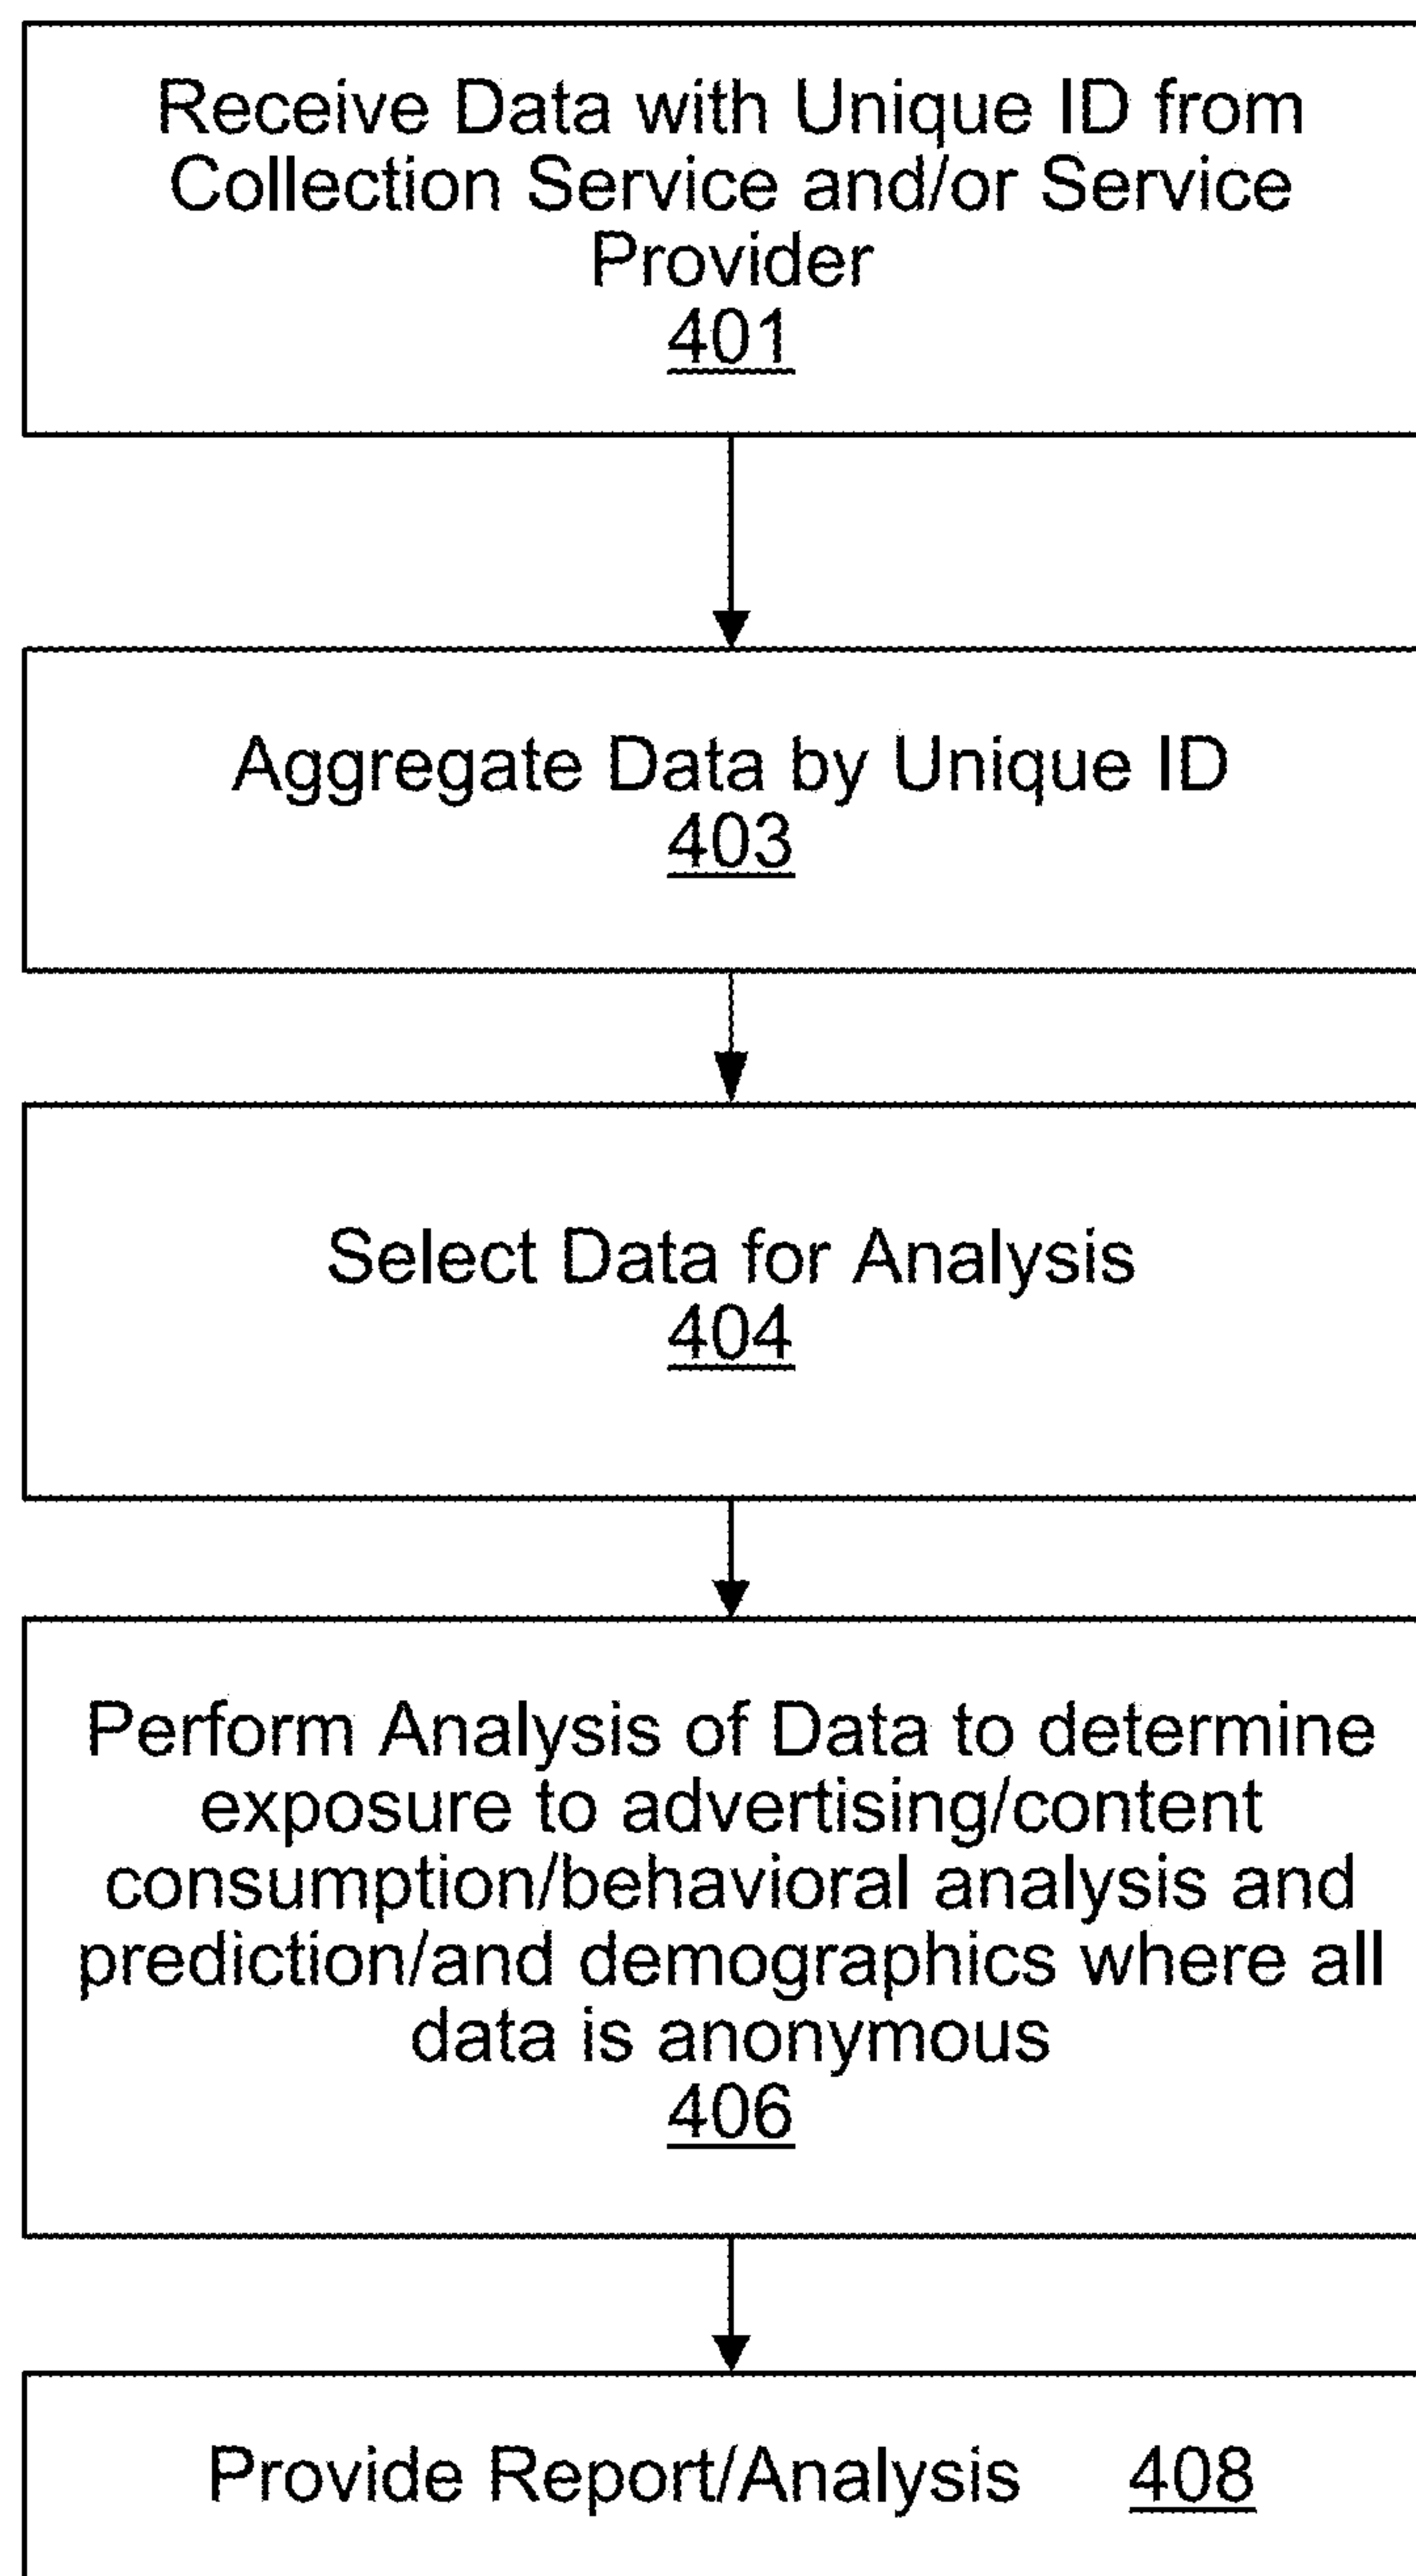 Receive Data with Unique ID from
Collection Service and/or Service
Provider
401
Aggregate Data by Unique ID
403
Select Data for Analysis
404
Perform Analysis of Data to determine
exposure to advertising/content
consumption/behavioral analysis and
prediction/and demographics where all
data is anonymous
406
Provide Report/Analysis 408